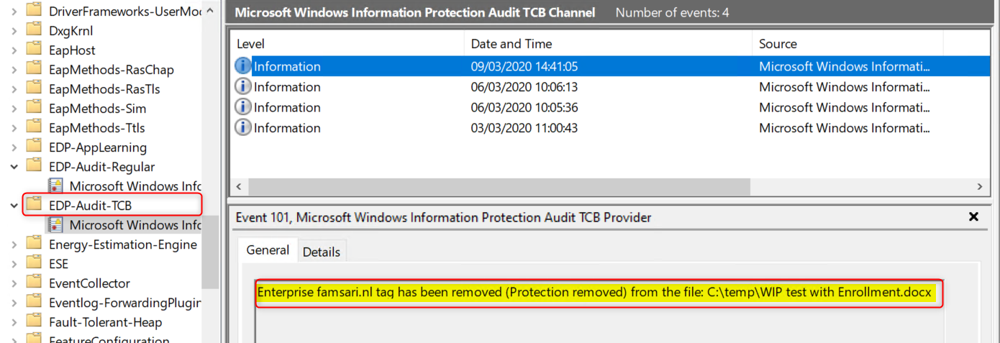 DriverFrameworks-UserMo
DxgKrnl
EapHost
EapMethods-RasChap
EapMethods-RasTls
EapMethods-Sim
EapMethods-Ttls
EDP-AppLearning
EDP-Audit-Regular
Microsoft Windows Infc
EDP-Audit-TCB
Microsoft Windows Infc
Energy-Estimation-Engine
ESE
EventCollector
Eventlog-ForwardingPlugir
Fault-Tolerant-Heap
FeatureConfiguration
Microsoft Windows Information Protection Audit TCB Channel Number of events: 4
Level Date and Time Source
Information 09/03/2020 14:41:05 Microsoft Windows Informati...
Information 06/03/2020 10:06:13 Microsoft Windows Informati...
Information 06/03/2020 10:05:36 Microsoft Windows Informati...
Information 03/03/2020 11:00:43 Microsoft Windows Informati...
Event 101, Microsoft Windows Information Protection Audit TCB Provider
General Details
Enterprise famsari.nl tag has been removed (Protection removed) from the file: C:\temp\WIP test with Enrollment.docx